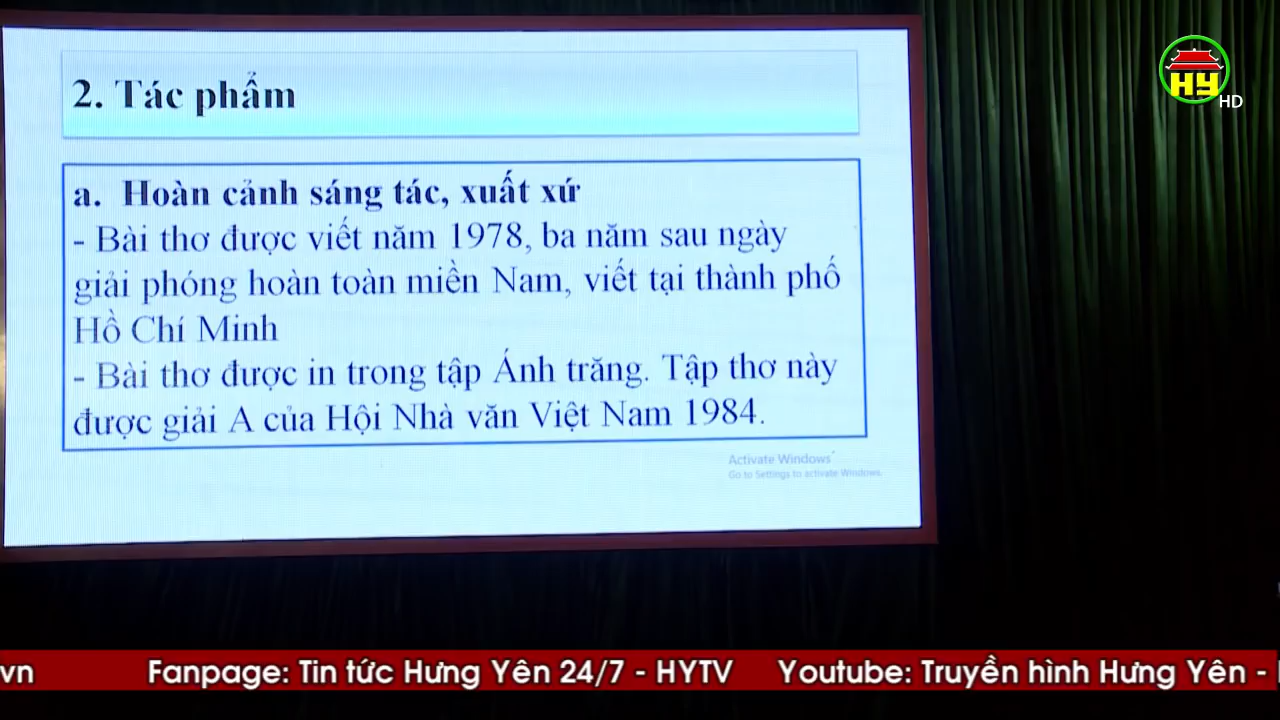 HY
HD
2. Tác phẩm
a. Hoàn cảnh sáng tác, xuất xứ
- Bài thơ được viết năm 1978, ba năm sau ngày
giải phóng hoàn toàn miền Nam, viết tại thành phố
Hồ Chí Minh
- Bài thơ được in trong tập Ánh trăng. Tập thơ này
được giải A của Hội Nhà văn Việt Nam 1984.
Activate Windows
Go to Settings to activate Windows.
vn Fanpage: Tin tức Hưng Yên 24/7 - HYTV Youtube: Truyền hình Hưng Yên -